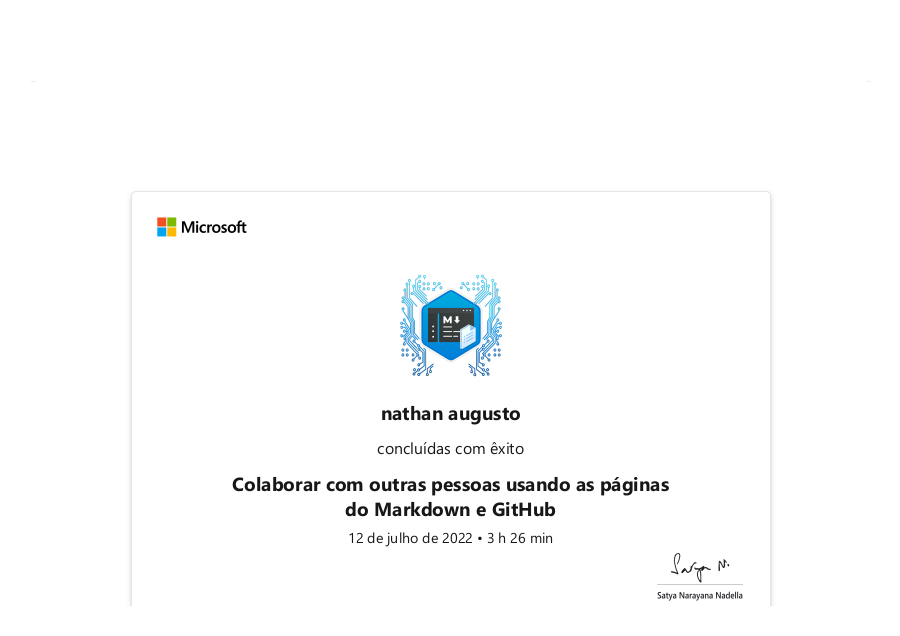 Microsoft
M
nathan augusto
concluídas com êxito
Colaborar com outras pessoas usando as páginas
do Markdown e GitHub
12 de julho de 2022 • 3 h 26 min
Satya N.
Satya Narayana Nadella